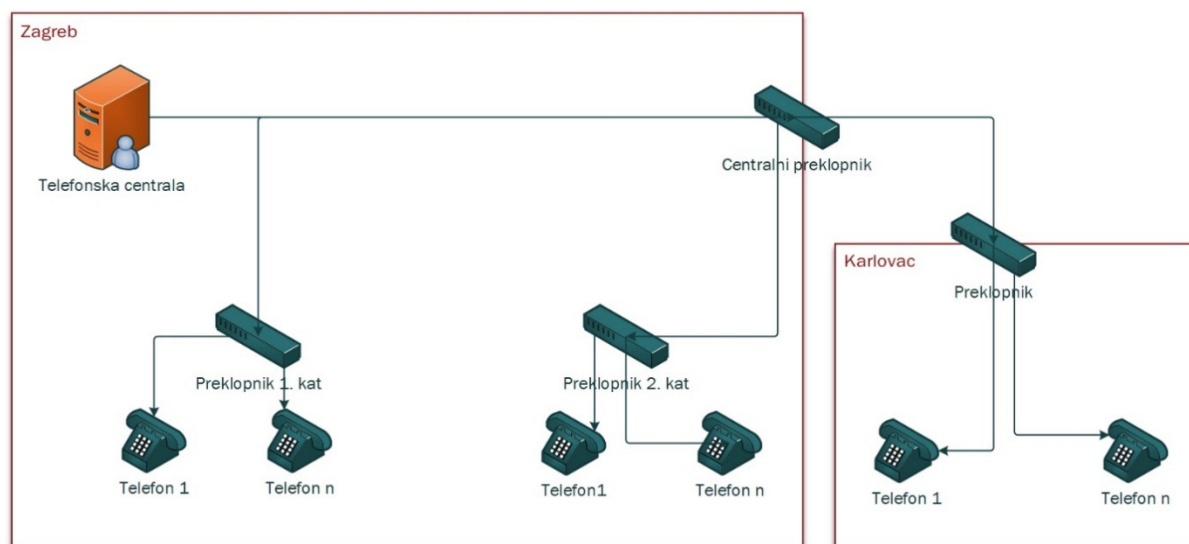 Zagreb
Telefonska centrala
Centralni preklopnik
Karlovac
Preklopnik
Preklopnik 1. kat
Preklopnik 2. kat
Telefon 1
Telefon n
Telefon1
Telefon n
Telefon 1
Telefon n